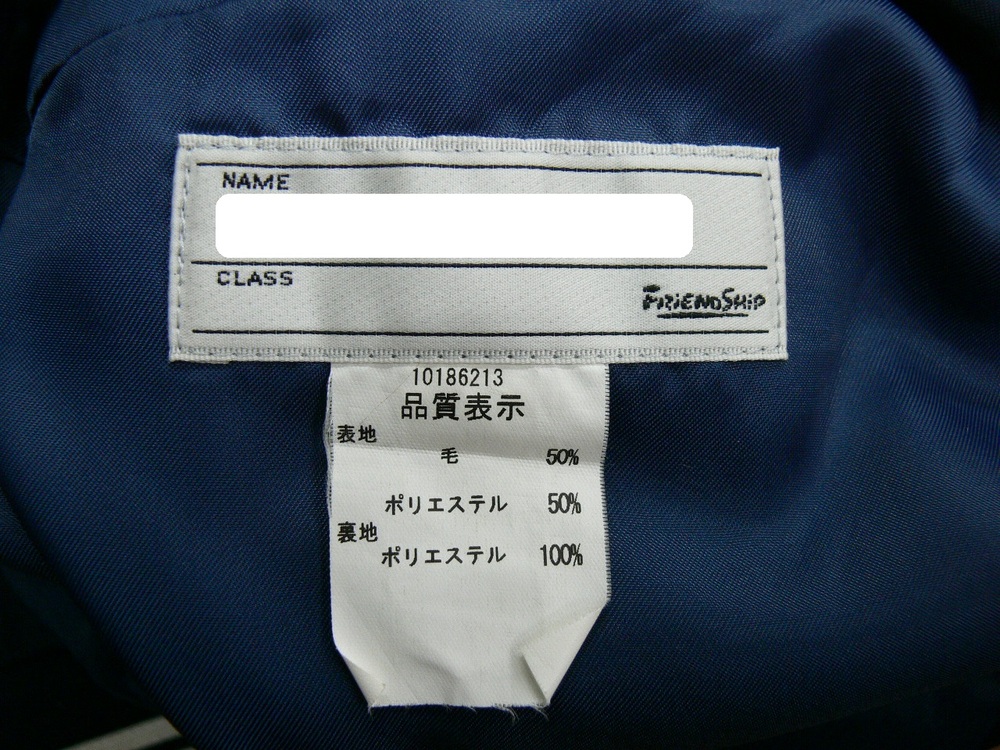 NAME
CLASS
FRIENDSHIP
10186213
品質表示
表地
毛 50%
ポリエステル 50%
裏地
ポリエステル 100%